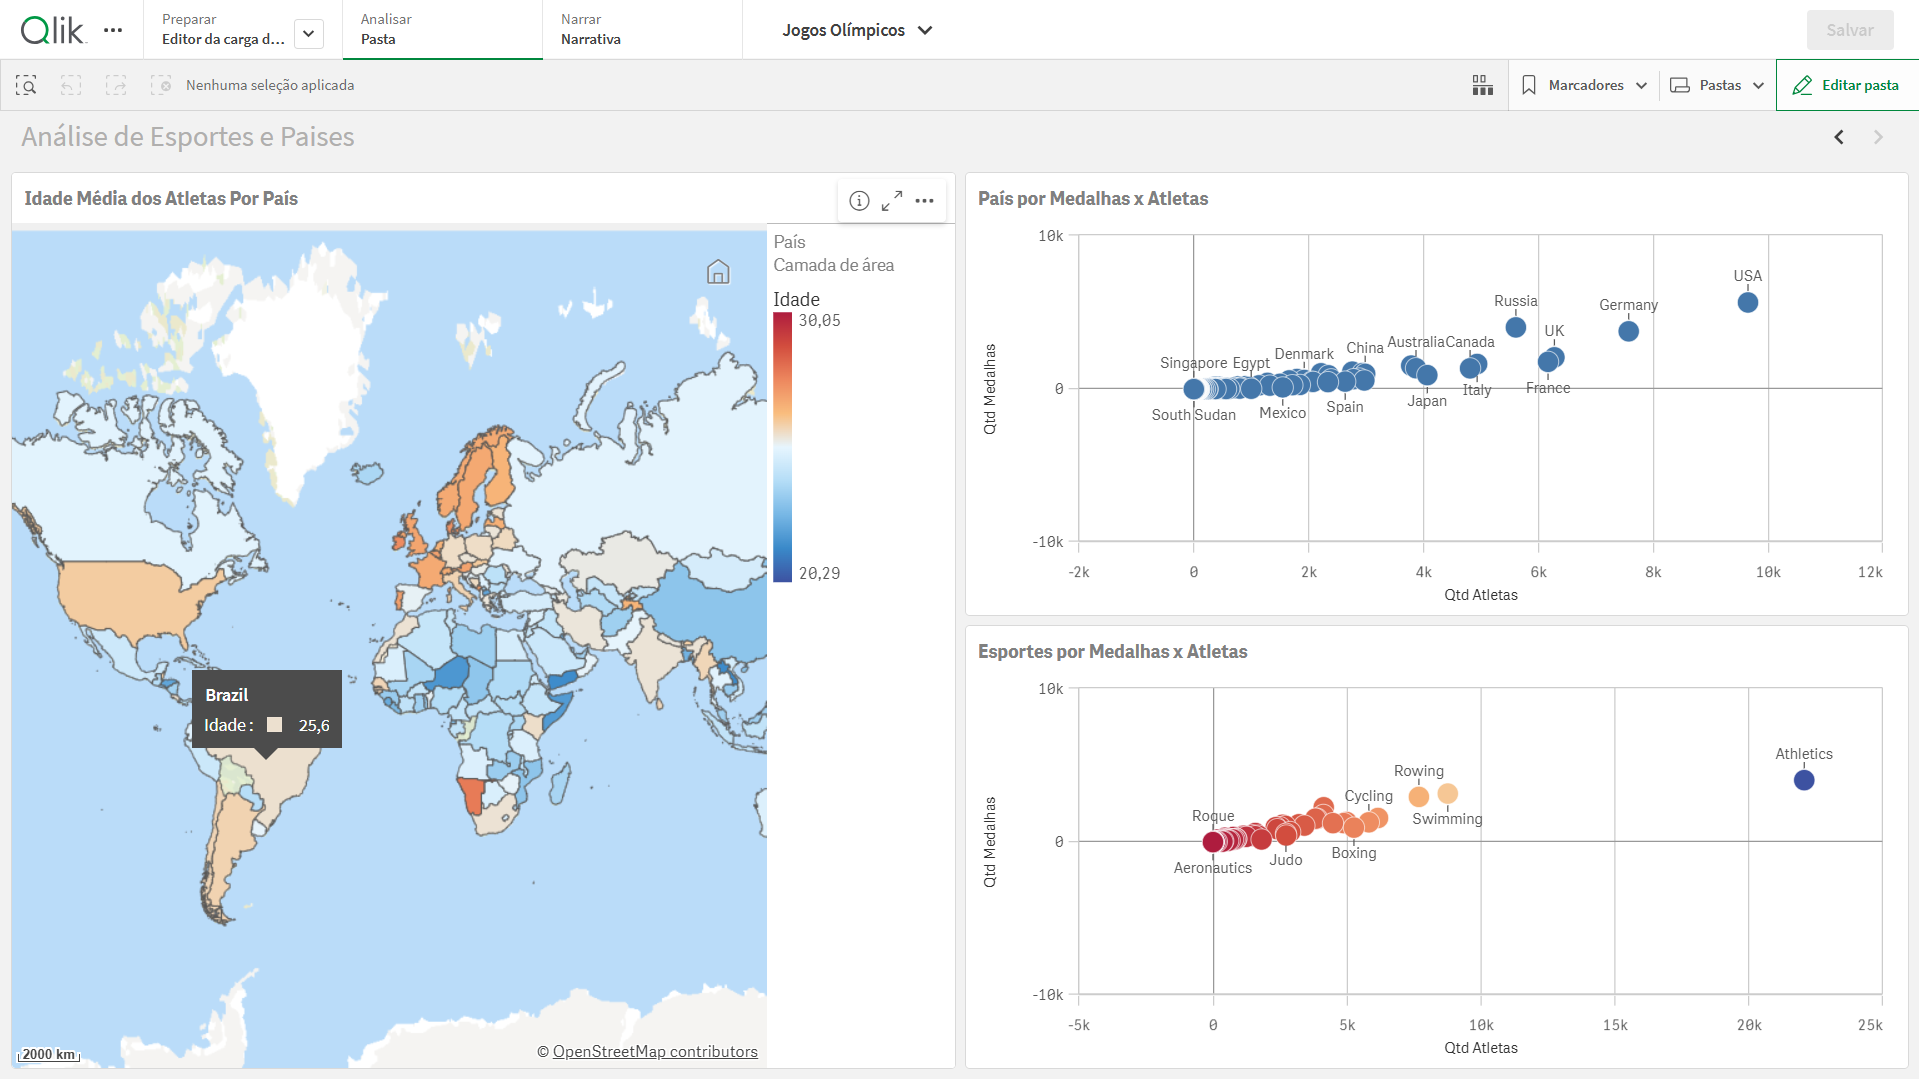 Qlik
Preparar
Editor da carga d...
Analisar
Pasta
Narrar
Narrativa
Jogos Olímpicos
Salvar
Nenhuma seleção aplicada
Marcadores
Pastas
Editar pasta
Análise de Esportes e Paises
Idade Média dos Atletas Por País
País
Camada de área
Idade
30,05
20,29
Brazil
Idade : 25,6
2000 km
© OpenStreetMap contributors
País por Medalhas x Atletas
Qtd Medalhas
10k
0
-10k
USA
Russia
Germany
UK
Australia
Canada
China
Denmark
Singapore
Egypt
France
Italy
Japan
Spain
Mexico
South Sudan
-2k
0
2k
4k
6k
8k
10k
12k
Qtd Atletas
Esportes por Medalhas x Atletas
Qtd Medalhas
10k
0
-10k
Athletics
Rowing
Cycling
Swimming
Roque
Boxing
Judo
Aeronautics
-5k
0
5k
10k
15k
20k
25k
Qtd Atletas